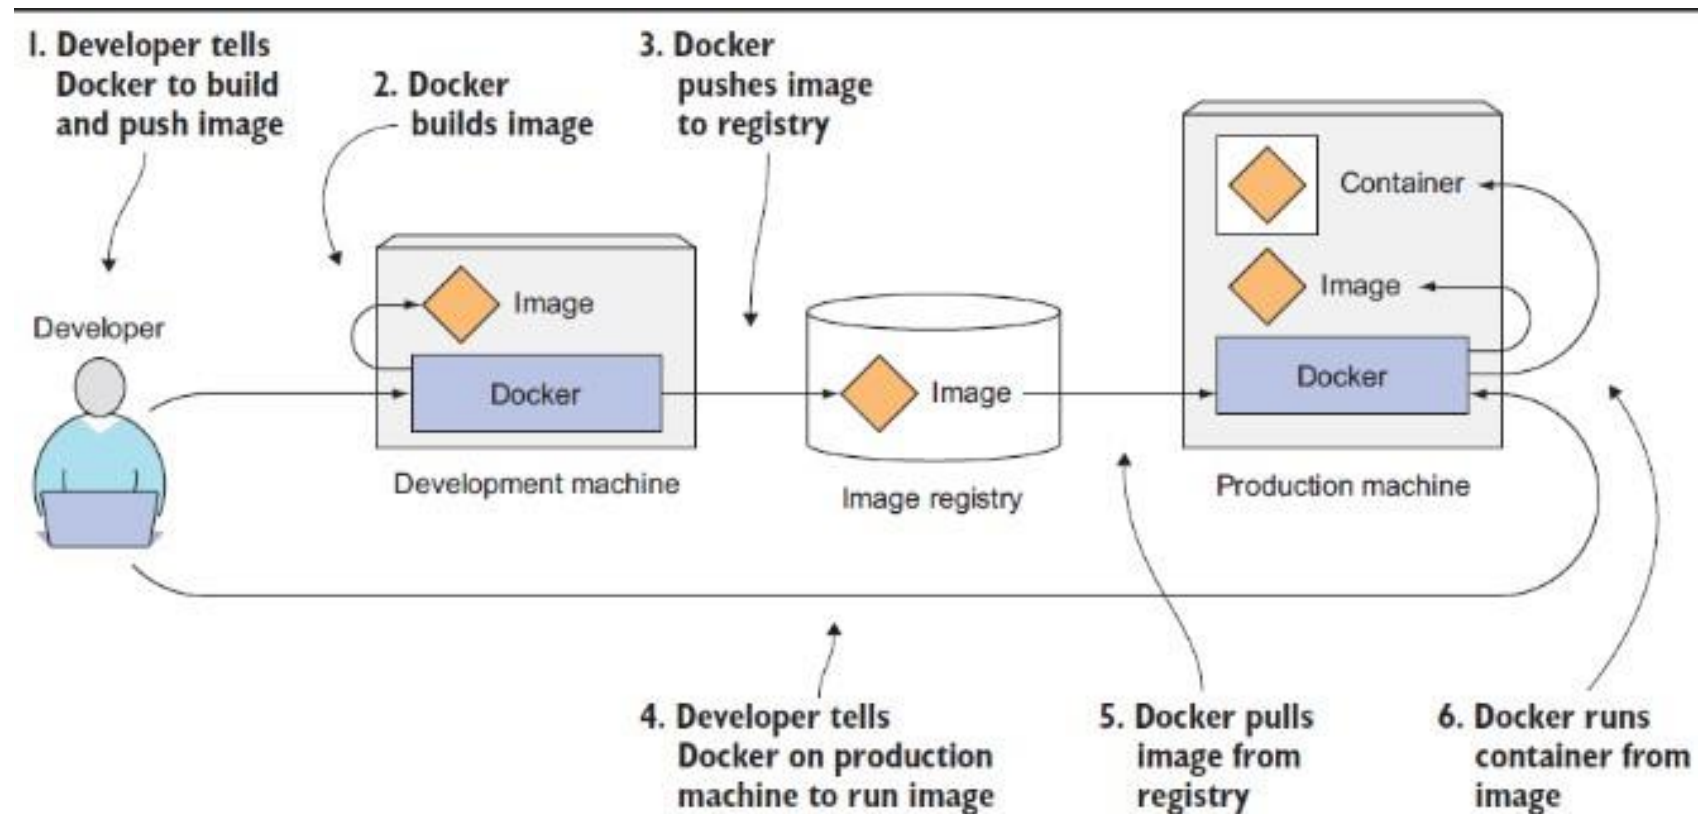 1. Developer tells
Docker to build
and push image
2. Docker
builds image
3. Docker
pushes image
to registry
Container
Image
Docker
Production machine
Developer
Image
Docker
Development machine
Image
Image registry
4. Developer tells
Docker on production
machine to run image
5. Docker pulls
image from
registry
6. Docker runs
container from
image